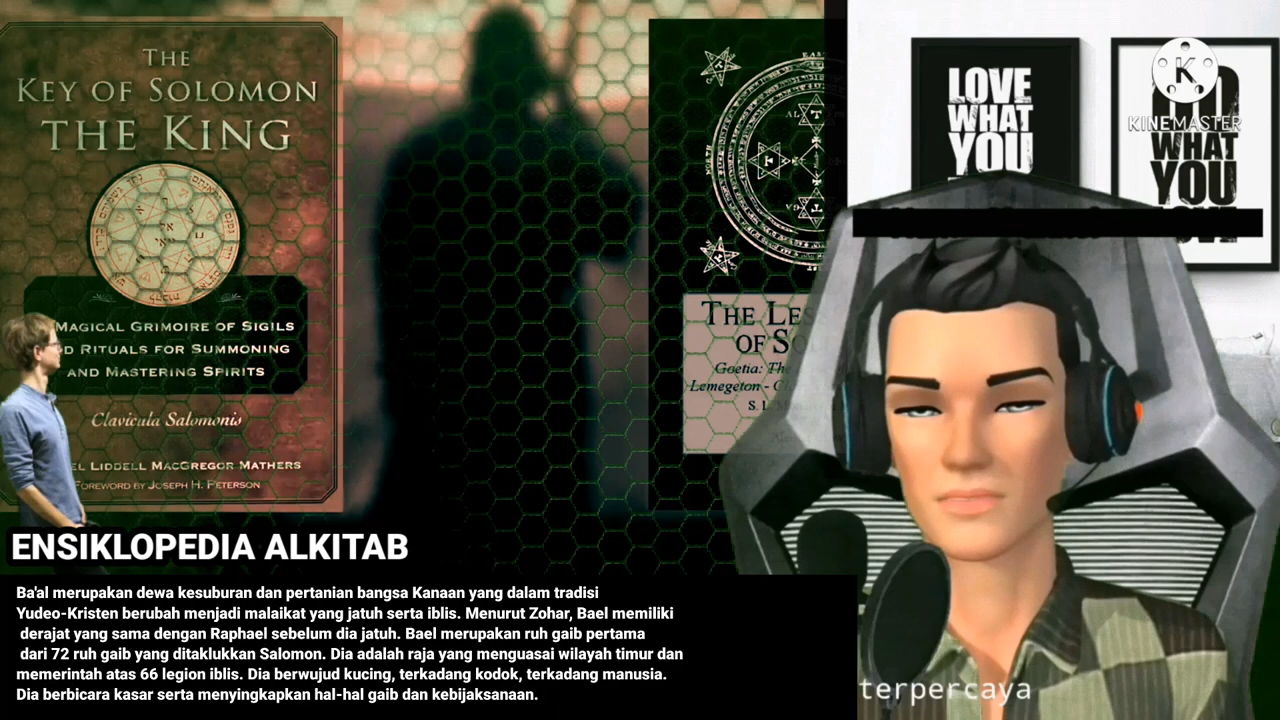 THE
KEY OF SOLOMON
THE KING
MAGICAL GRIMOIRE OF SIGILS
RITUALS FOR SUMMONING
AND MASTERING SPIRITS
Clavicula Salomonis
LIDDELL MACGREGOR MATHERS
FOREWORD BY JOSEPH H. PETERSON
EAST
NORTH
THE
OF
Goetia: The
Lemegeton -
S. L.
LOVE
WHAT
YOU
K
KINEMASTER
WHAT
YOU
LOVE
ENSIKLOPEDIA ALKITAB
Ba'al merupakan dewa kesuburan dan pertanian bangsa Kanaan yang dalam tradisi
Yudeo-Kristen berubah menjadi malaikat yang jatuh serta iblis. Menurut Zohar, Bael memiliki
derajat yang sama dengan Raphael sebelum dia jatuh. Bael merupakan ruh gaib pertama
dari 72 ruh gaib yang ditaklukkan Salomon. Dia adalah raja yang menguasai wilayah timur dan
memerintah atas 66 legion iblis. Dia berwujud kucing, terkadang kodok, terkadang manusia.
Dia berbicara kasar serta menyingkapkan hal-hal gaib dan kebijaksanaan.
terpercaya